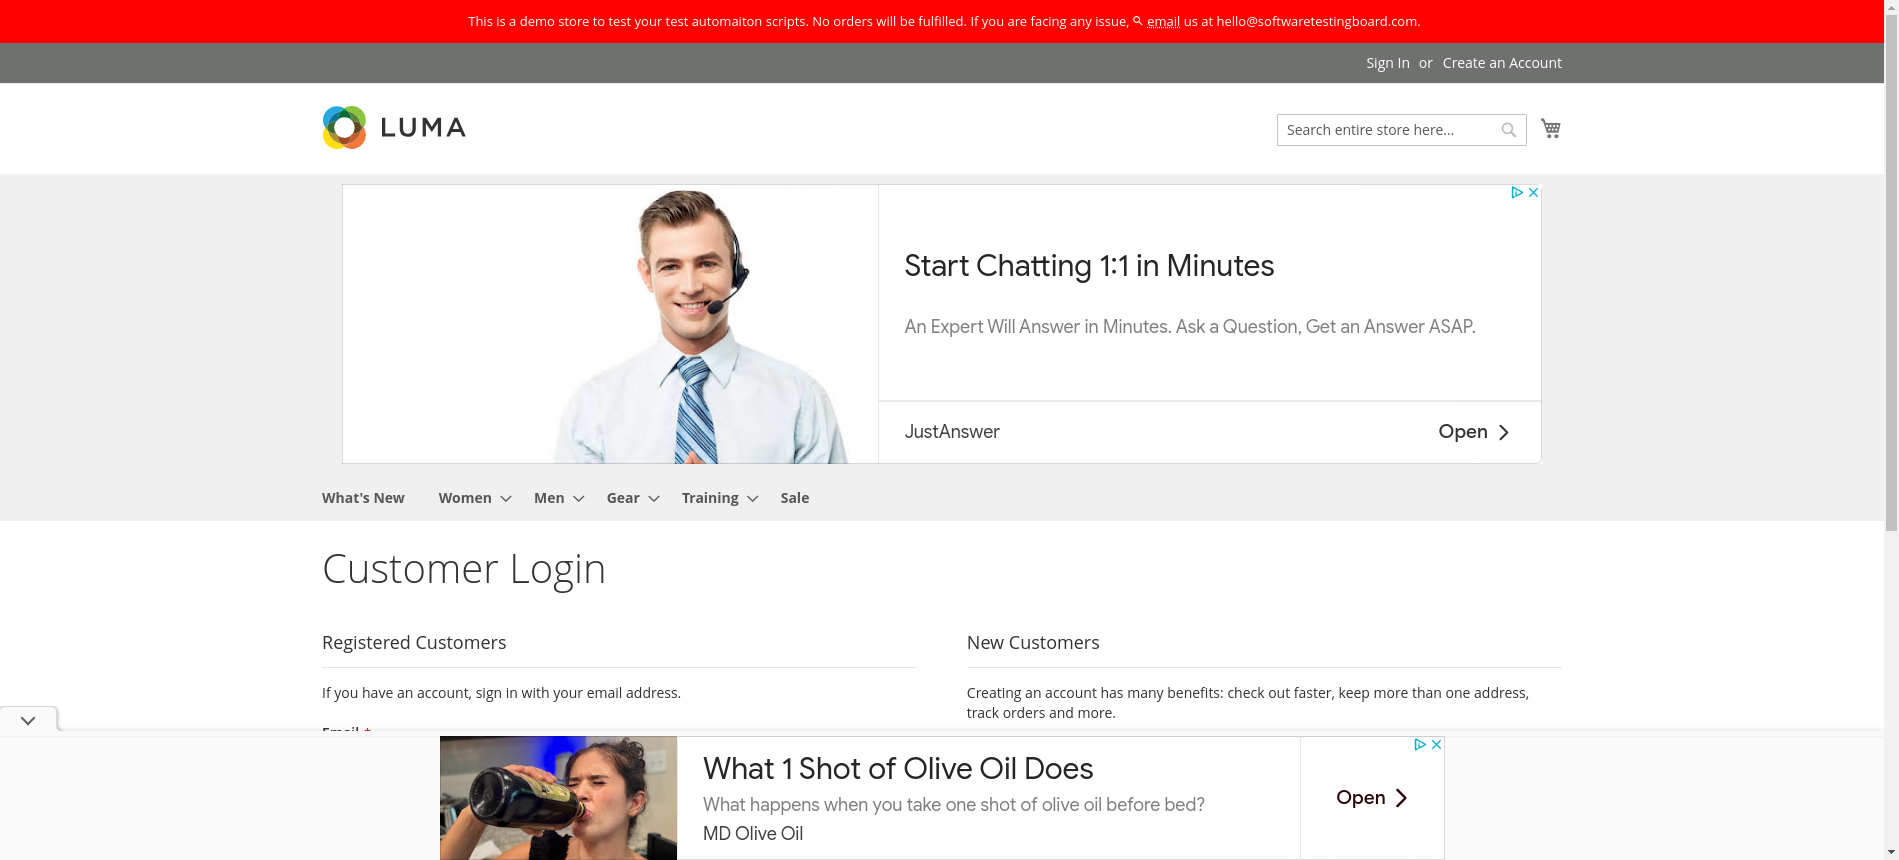 This is a demo store to test your test automaiton scripts. No orders will be fulfilled. If you are facing any issue, email us at hello@softwaretestingboard.com.
Sign In or Create an Account
LUMA
Search entire store here...
Start Chatting 1:1 in Minutes
An Expert Will Answer in Minutes. Ask a Question, Get an Answer ASAP.
JustAnswer
Open
What's New Women Men Gear Training Sale
Customer Login
Registered Customers
If you have an account, sign in with your email address.
Email *
New Customers
Creating an account has many benefits: check out faster, keep more than one address,
track orders and more.
What 1 Shot of Olive Oil Does
What happens when you take one shot of olive oil before bed?
MD Olive Oil
Open